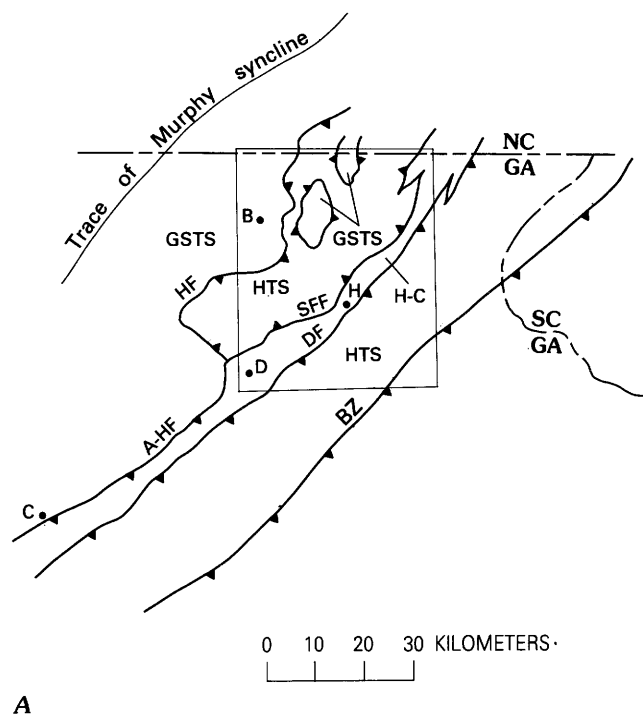 Trace of Murphy syncline
NC
GA
B
GSTS
GSTS
HF
HTS
H-C
SFF
H
DF
SC
GA
HTS
D
BZ
A-HF
C
0 10 20 30 KILOMETERS
A